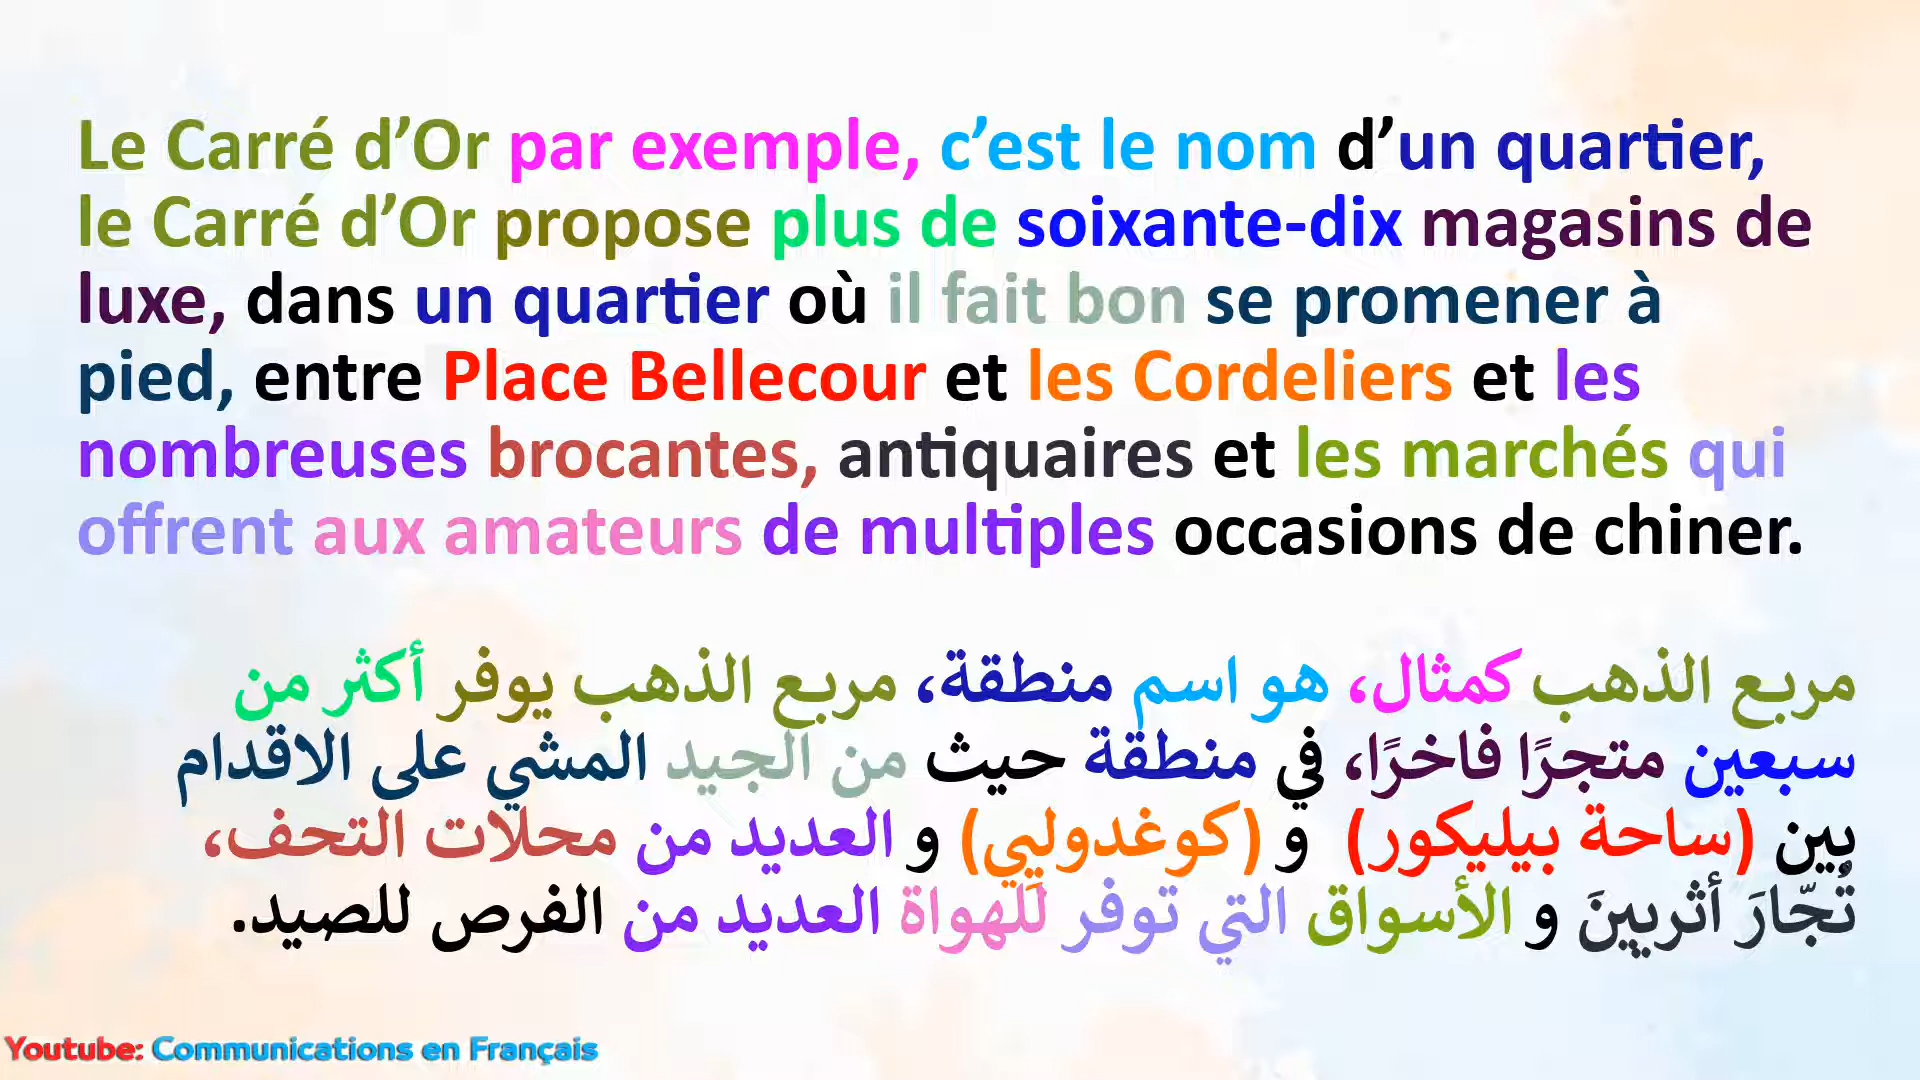 Le Carré d’Or par exemple, c’est le nom d’un quartier,
le Carré d’Or propose plus de soixante-dix magasins de
luxe, dans un quartier où il fait bon se promener à
pied, entre Place Bellecour et les Cordeliers et les
nombreuses brocantes, antiquaires et les marchés qui
offrent aux amateurs de multiples occasions de chiner.
مربع الذهب كمثال، هو اسم منطقة، مربع الذهب يوفر أكثر من
سبعين متجرًا فاخرًا، في منطقة حيث من الجيد المشي على الاقدام
بين (ساحة بيليكور) و (كوغدوليي) و العديد من محلات التحف،
تُجّارَ أثريينَ و الأسواق التي توفر للهواة العديد من الفرص للصيد.
Youtube: Communications en Français